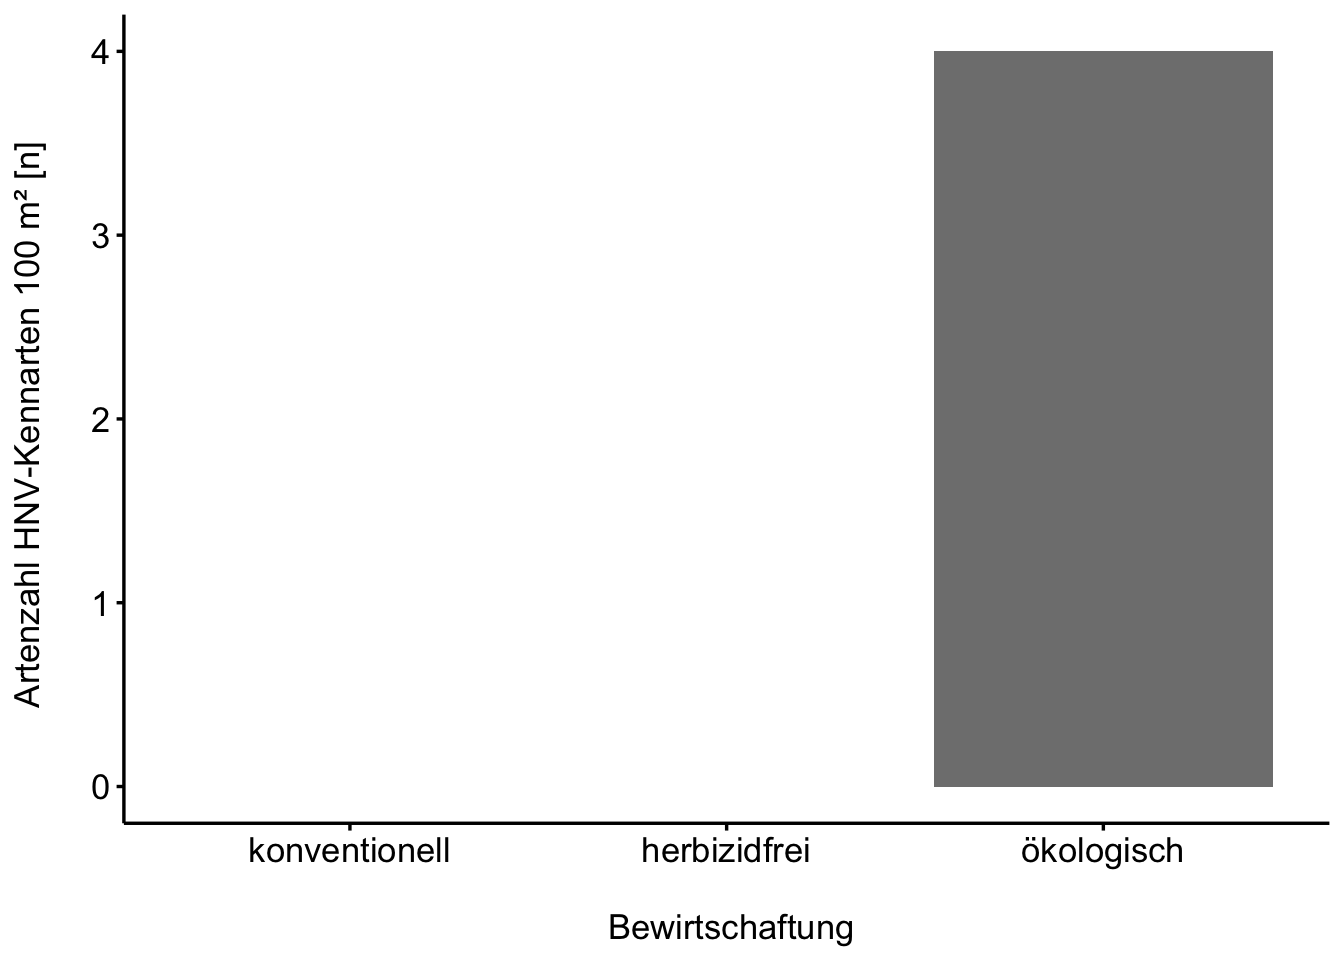 Artenzahl HNV-Kennarten 100 m² [n]
4
3
2
1
0
konventionell herbizidfrei ökologisch
Bewirtschaftung